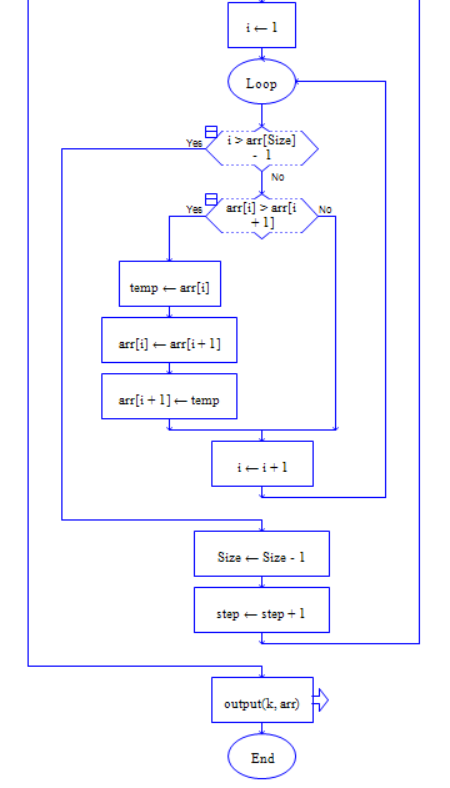 i ← 1
Loop
i > arr[Size]
- 1
Yes
No
arr[i] > arr[i
+ 1]
Yes
No
temp ← arr[i]
arr[i] ← arr[i + 1]
arr[i + 1] ← temp
i ← i + 1
Size ← Size - 1
step ← step + 1
output(k, arr)
End